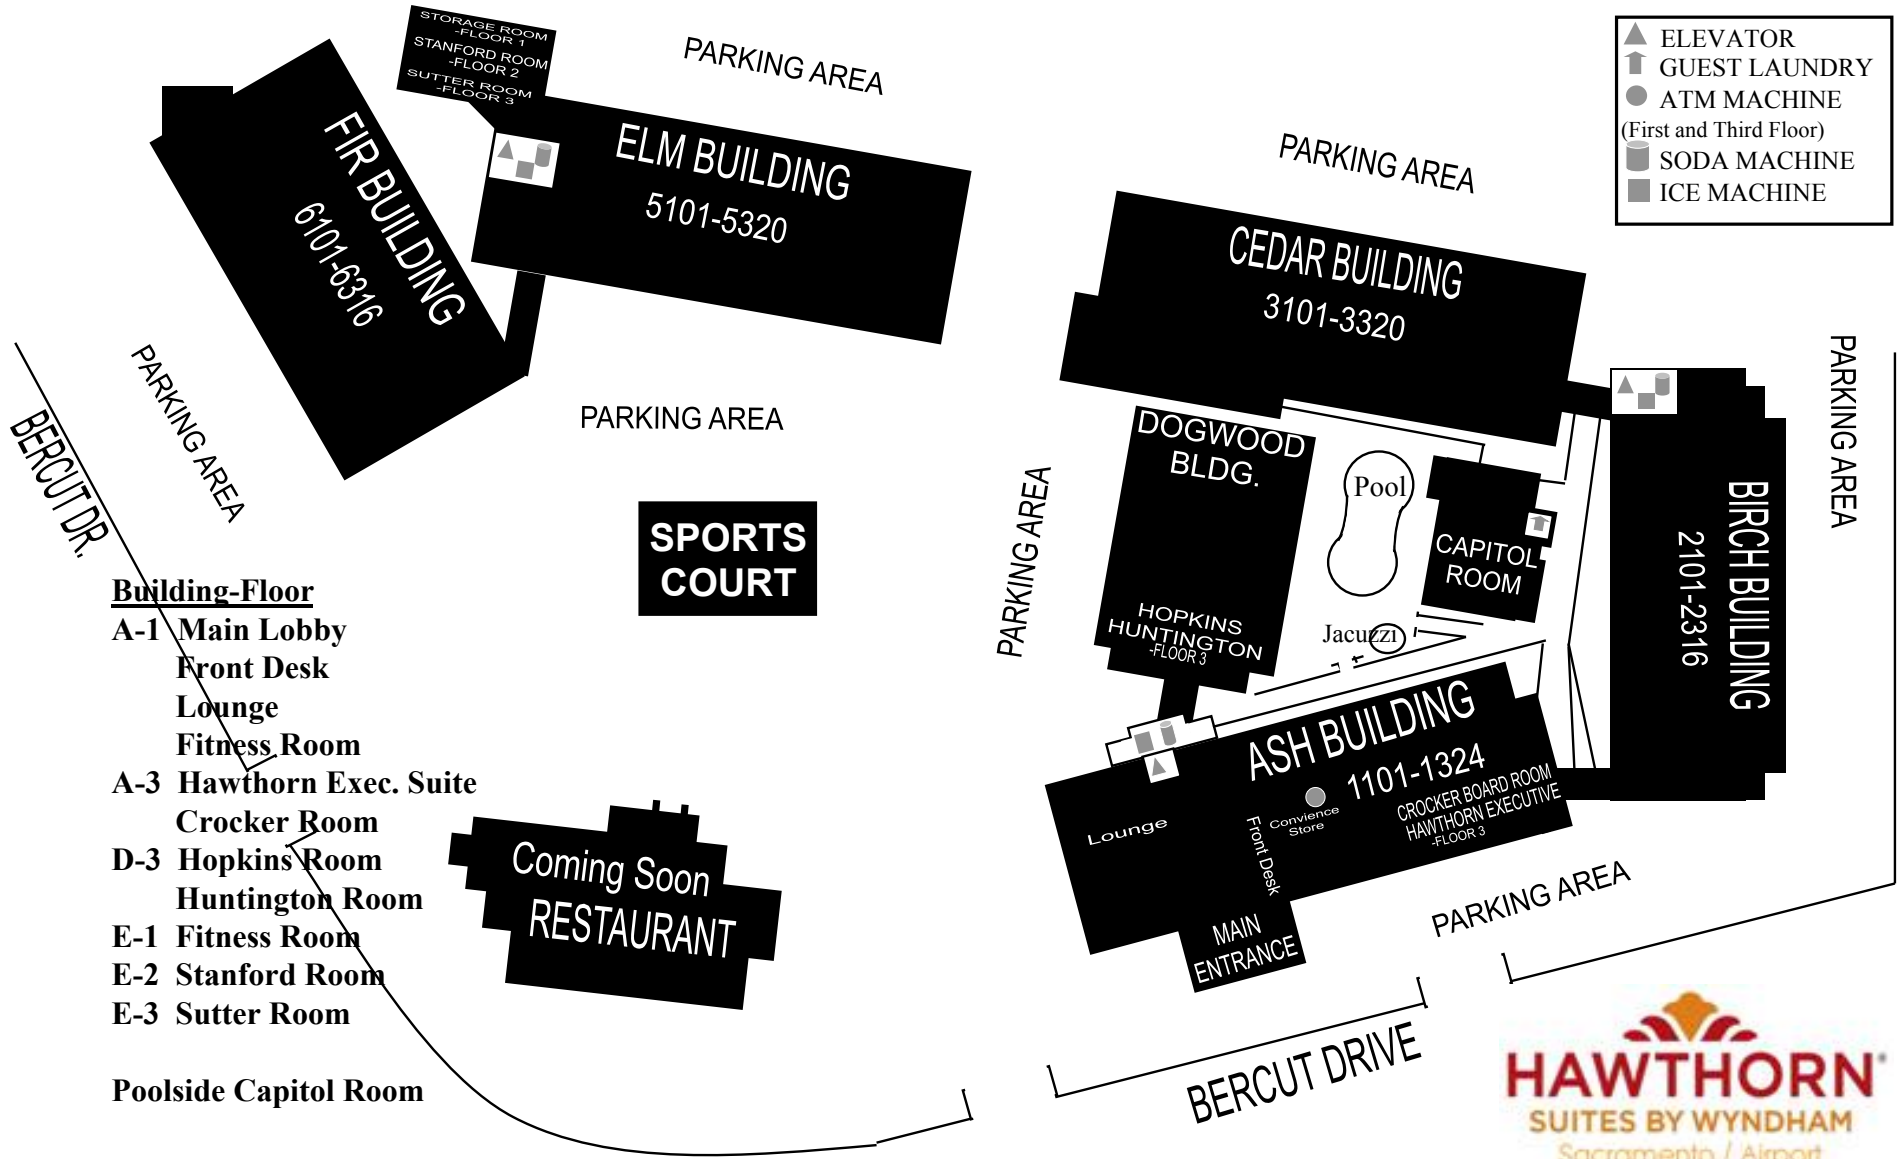 STORAGE ROOM
-FLOOR 1
STANFORD ROOM
-FLOOR 2
SUTTER ROOM
-FLOOR 3
PARKING AREA
ELEVATOR
GUEST LAUNDRY
ATM MACHINE
(First and Third Floor)
SODA MACHINE
ICE MACHINE
FIR BUILDING
6101-6316
ELM BUILDING
5101-5320
PARKING AREA
CEDAR BUILDING
3101-3320
PARKING AREA
BERCUT DR.
PARKING AREA
PARKING AREA
PARKING AREA
DOGWOOD
BLDG.
HOPKINS
HUNTINGTON
-FLOOR 3
Pool
Jacuzzi
CAPITOL
ROOM
BIRCH BUILDING
2101-2316
SPORTS
COURT
Building-Floor
A-1 Main Lobby
Front Desk
Lounge
Fitness Room
A-3 Hawthorn Exec. Suite
Crocker Room
D-3 Hopkins Room
Huntington Room
E-1 Fitness Room
E-2 Stanford Room
E-3 Sutter Room
Poolside Capitol Room
Coming Soon
RESTAURANT
ASH BUILDING
1101-1324
CROCKER BOARD ROOM
HAWTHORN EXECUTIVE
-FLOOR 3
Lounge
Front Desk
Convience
Store
MAIN
ENTRANCE
PARKING AREA
BERCUT DRIVE
HAWTHORN
SUITES BY WYNDHAM
Sacramento / Airport